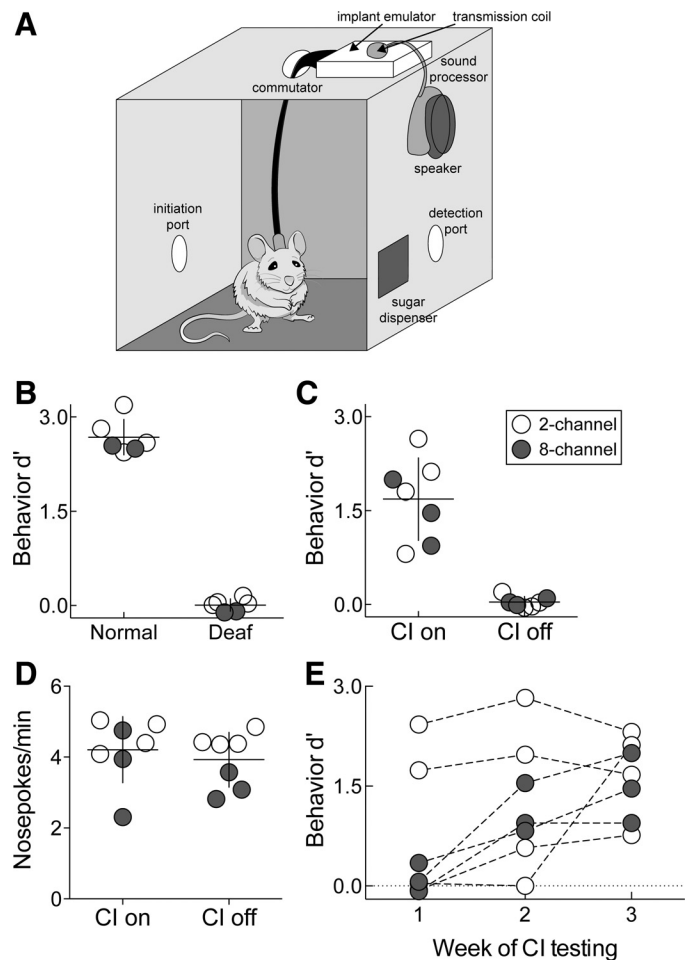 A
implant emulator
transmission coil
commutator
sound
processor
speaker
initiation
port
detection
port
sugar
dispenser
B
Behavior d'
3.0
1.5
0.0
Normal
Deaf
C
Behavior d'
3.0
1.5
0.0
CI on
CI off
2-channel
8-channel
D
Nosepokes/min
6
4
2
0
CI on
CI off
E
Behavior d'
3.0
1.5
0.0
1
2
3
Week of CI testing